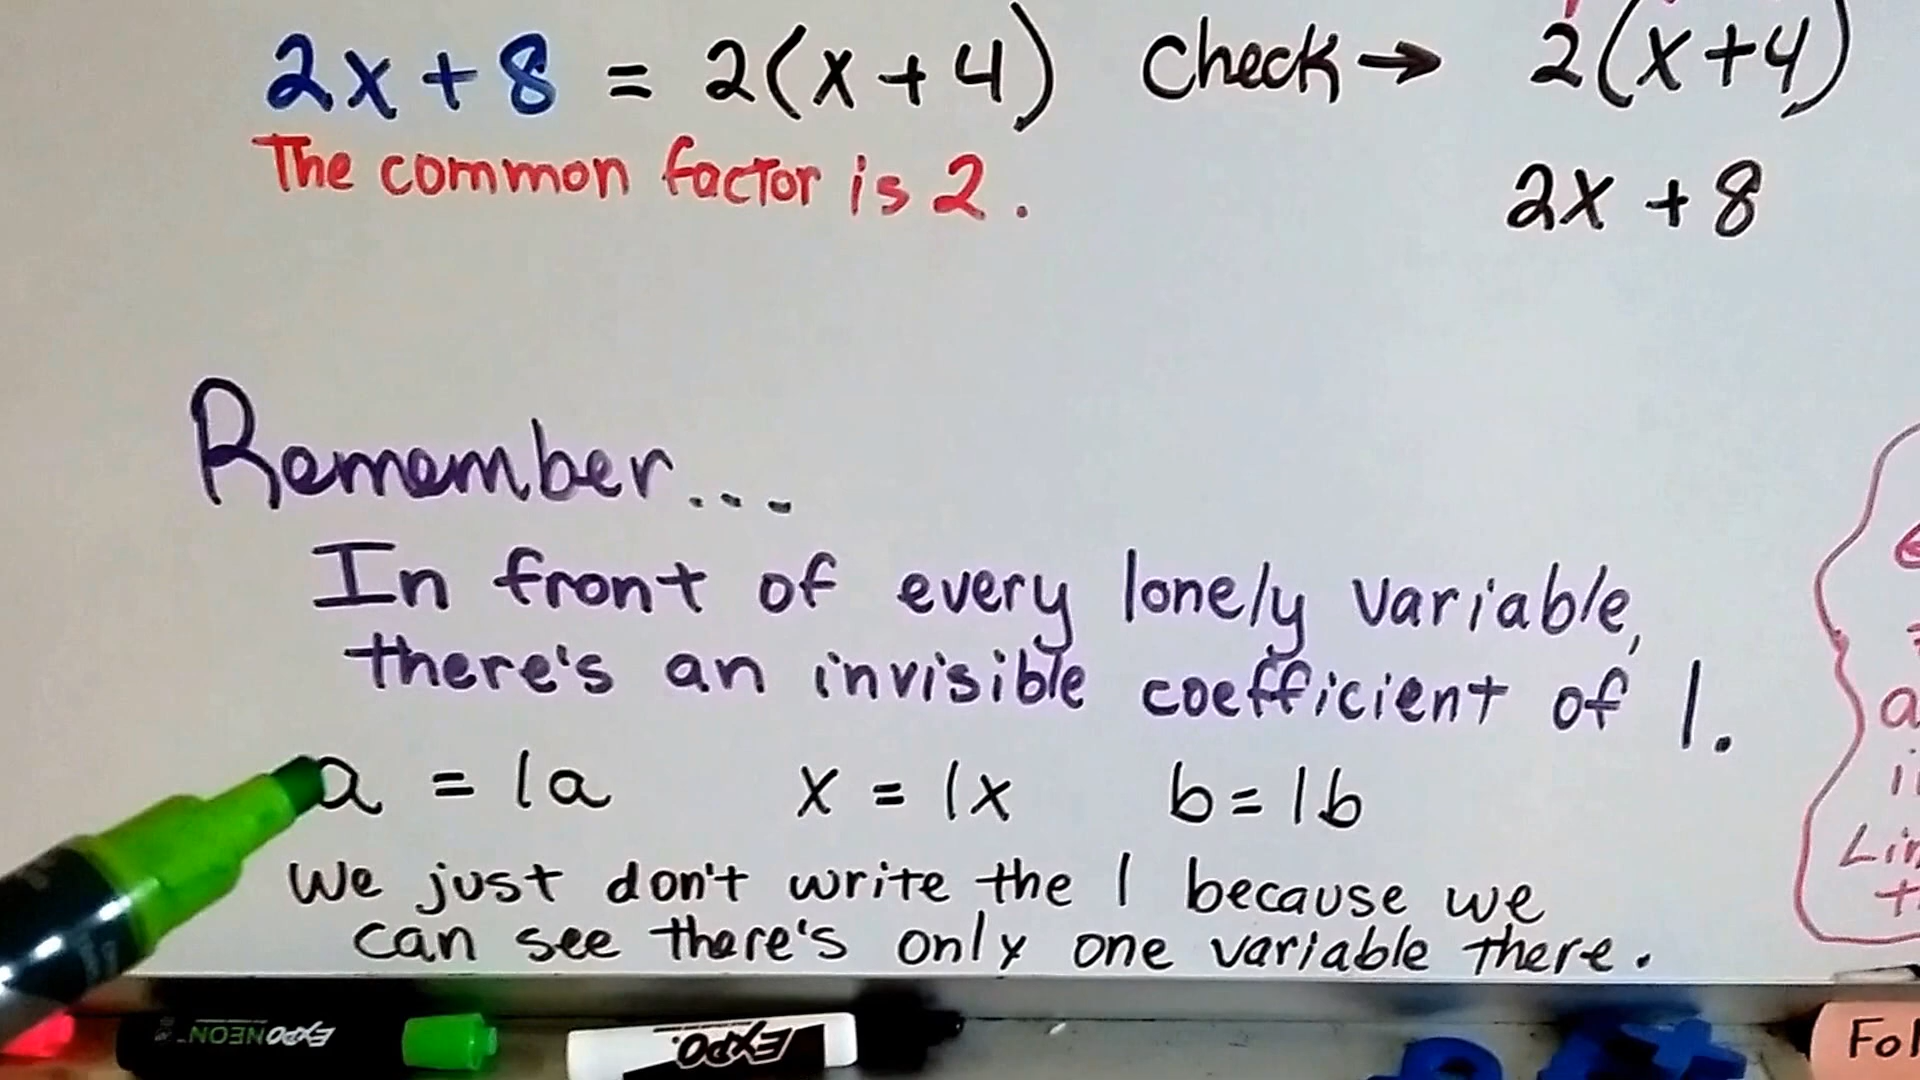 2x + 8 = 2(x + 4) check → 2(x+4)
The common factor is 2.
2x + 8
Remember...
In front of every lonely variable,
there's an invisible coefficient of 1.
a = 1a x = 1x b = 1b
We just don't write the 1 because we
can see there's only one variable there.
EXPO NEON
EXPO